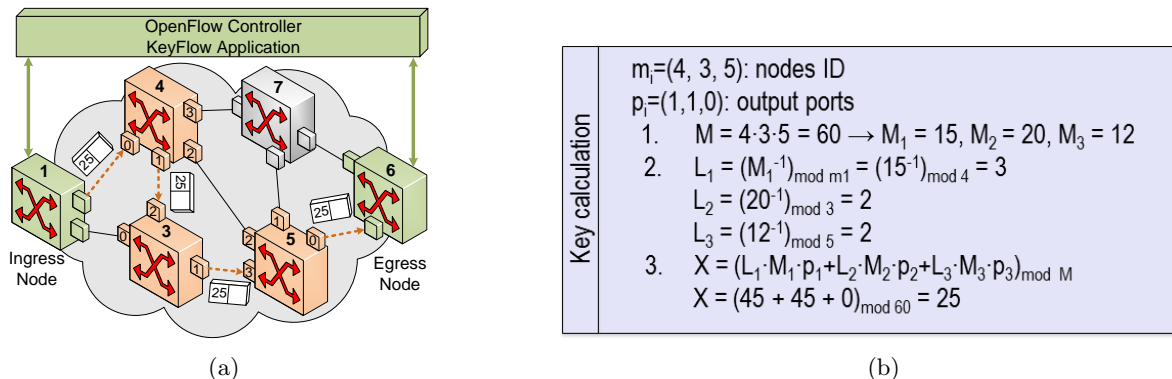 OpenFlow Controller
KeyFlow Application
4
7
3
0
1
2
25
1
25
6
2
25
0
3
1
5
2
1
0
3
25
Ingress
Node
Egress
Node
(a)
Key calculation
mᵢ=(4, 3, 5): nodes ID
pᵢ=(1,1,0): output ports
1. M = 4·3·5 = 60 → M₁ = 15, M₂ = 20, M₃ = 12
2. L₁ = (M₁⁻¹)mod m1 = (15⁻¹)mod 4 = 3
L₂ = (20⁻¹)mod 3 = 2
L₃ = (12⁻¹)mod 5 = 2
3. X = (L₁·M₁·p₁+L₂·M₂·p₂+L₃·M₃·p₃)mod M
X = (45 + 45 + 0)mod 60 = 25
(b)